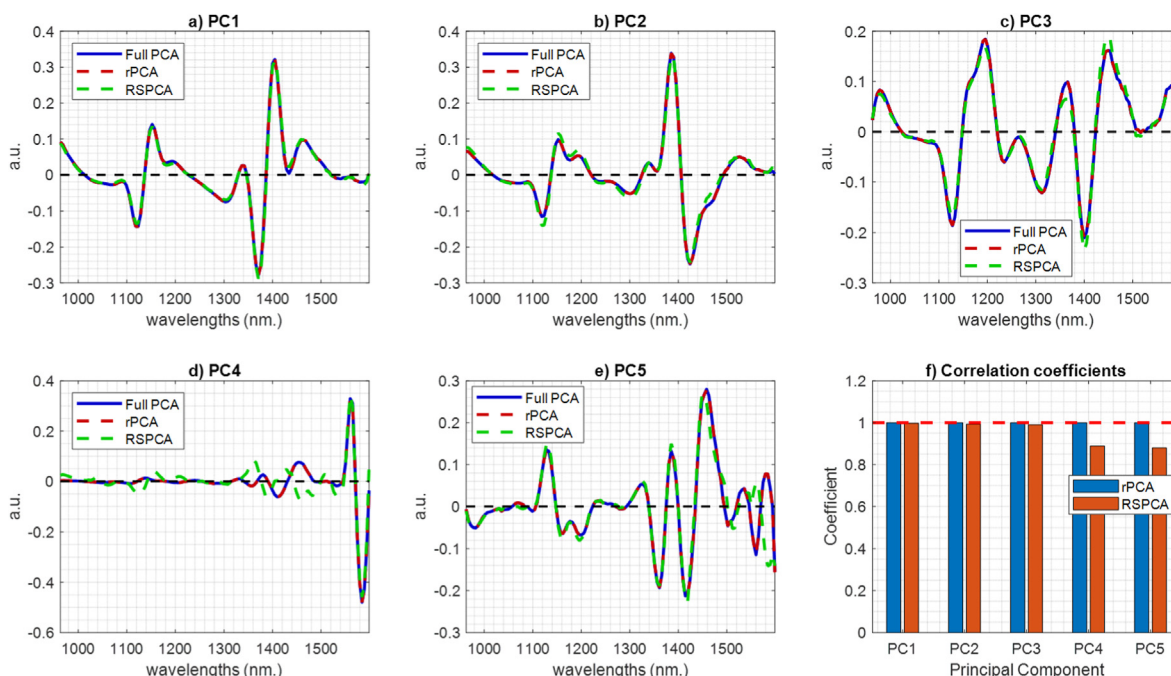 a) PC1
0.4
0.3
0.2
0.1
0
-0.1
-0.2
-0.3
a.u.
Full PCA
rPCA
RSPCA
1000 1100 1200 1300 1400 1500
wavelengths (nm.)
b) PC2
0.4
0.3
0.2
0.1
0
-0.1
-0.2
-0.3
a.u.
Full PCA
rPCA
RSPCA
1000 1100 1200 1300 1400 1500
wavelengths (nm.)
c) PC3
0.2
0.1
0
-0.1
-0.2
-0.3
a.u.
Full PCA
rPCA
RSPCA
1000 1100 1200 1300 1400 1500
wavelengths (nm.)
d) PC4
0.4
0.2
0
-0.2
-0.4
-0.6
a.u.
Full PCA
rPCA
RSPCA
1000 1100 1200 1300 1400 1500
wavelengths (nm.)
e) PC5
0.3
0.2
0.1
0
-0.1
-0.2
-0.3
a.u.
Full PCA
rPCA
RSPCA
1000 1100 1200 1300 1400 1500
wavelengths (nm.)
f) Correlation coefficients
1.2
1
0.8
0.6
0.4
0.2
0
Coefficient
rPCA
RSPCA
PC1 PC2 PC3 PC4 PC5
Principal Component